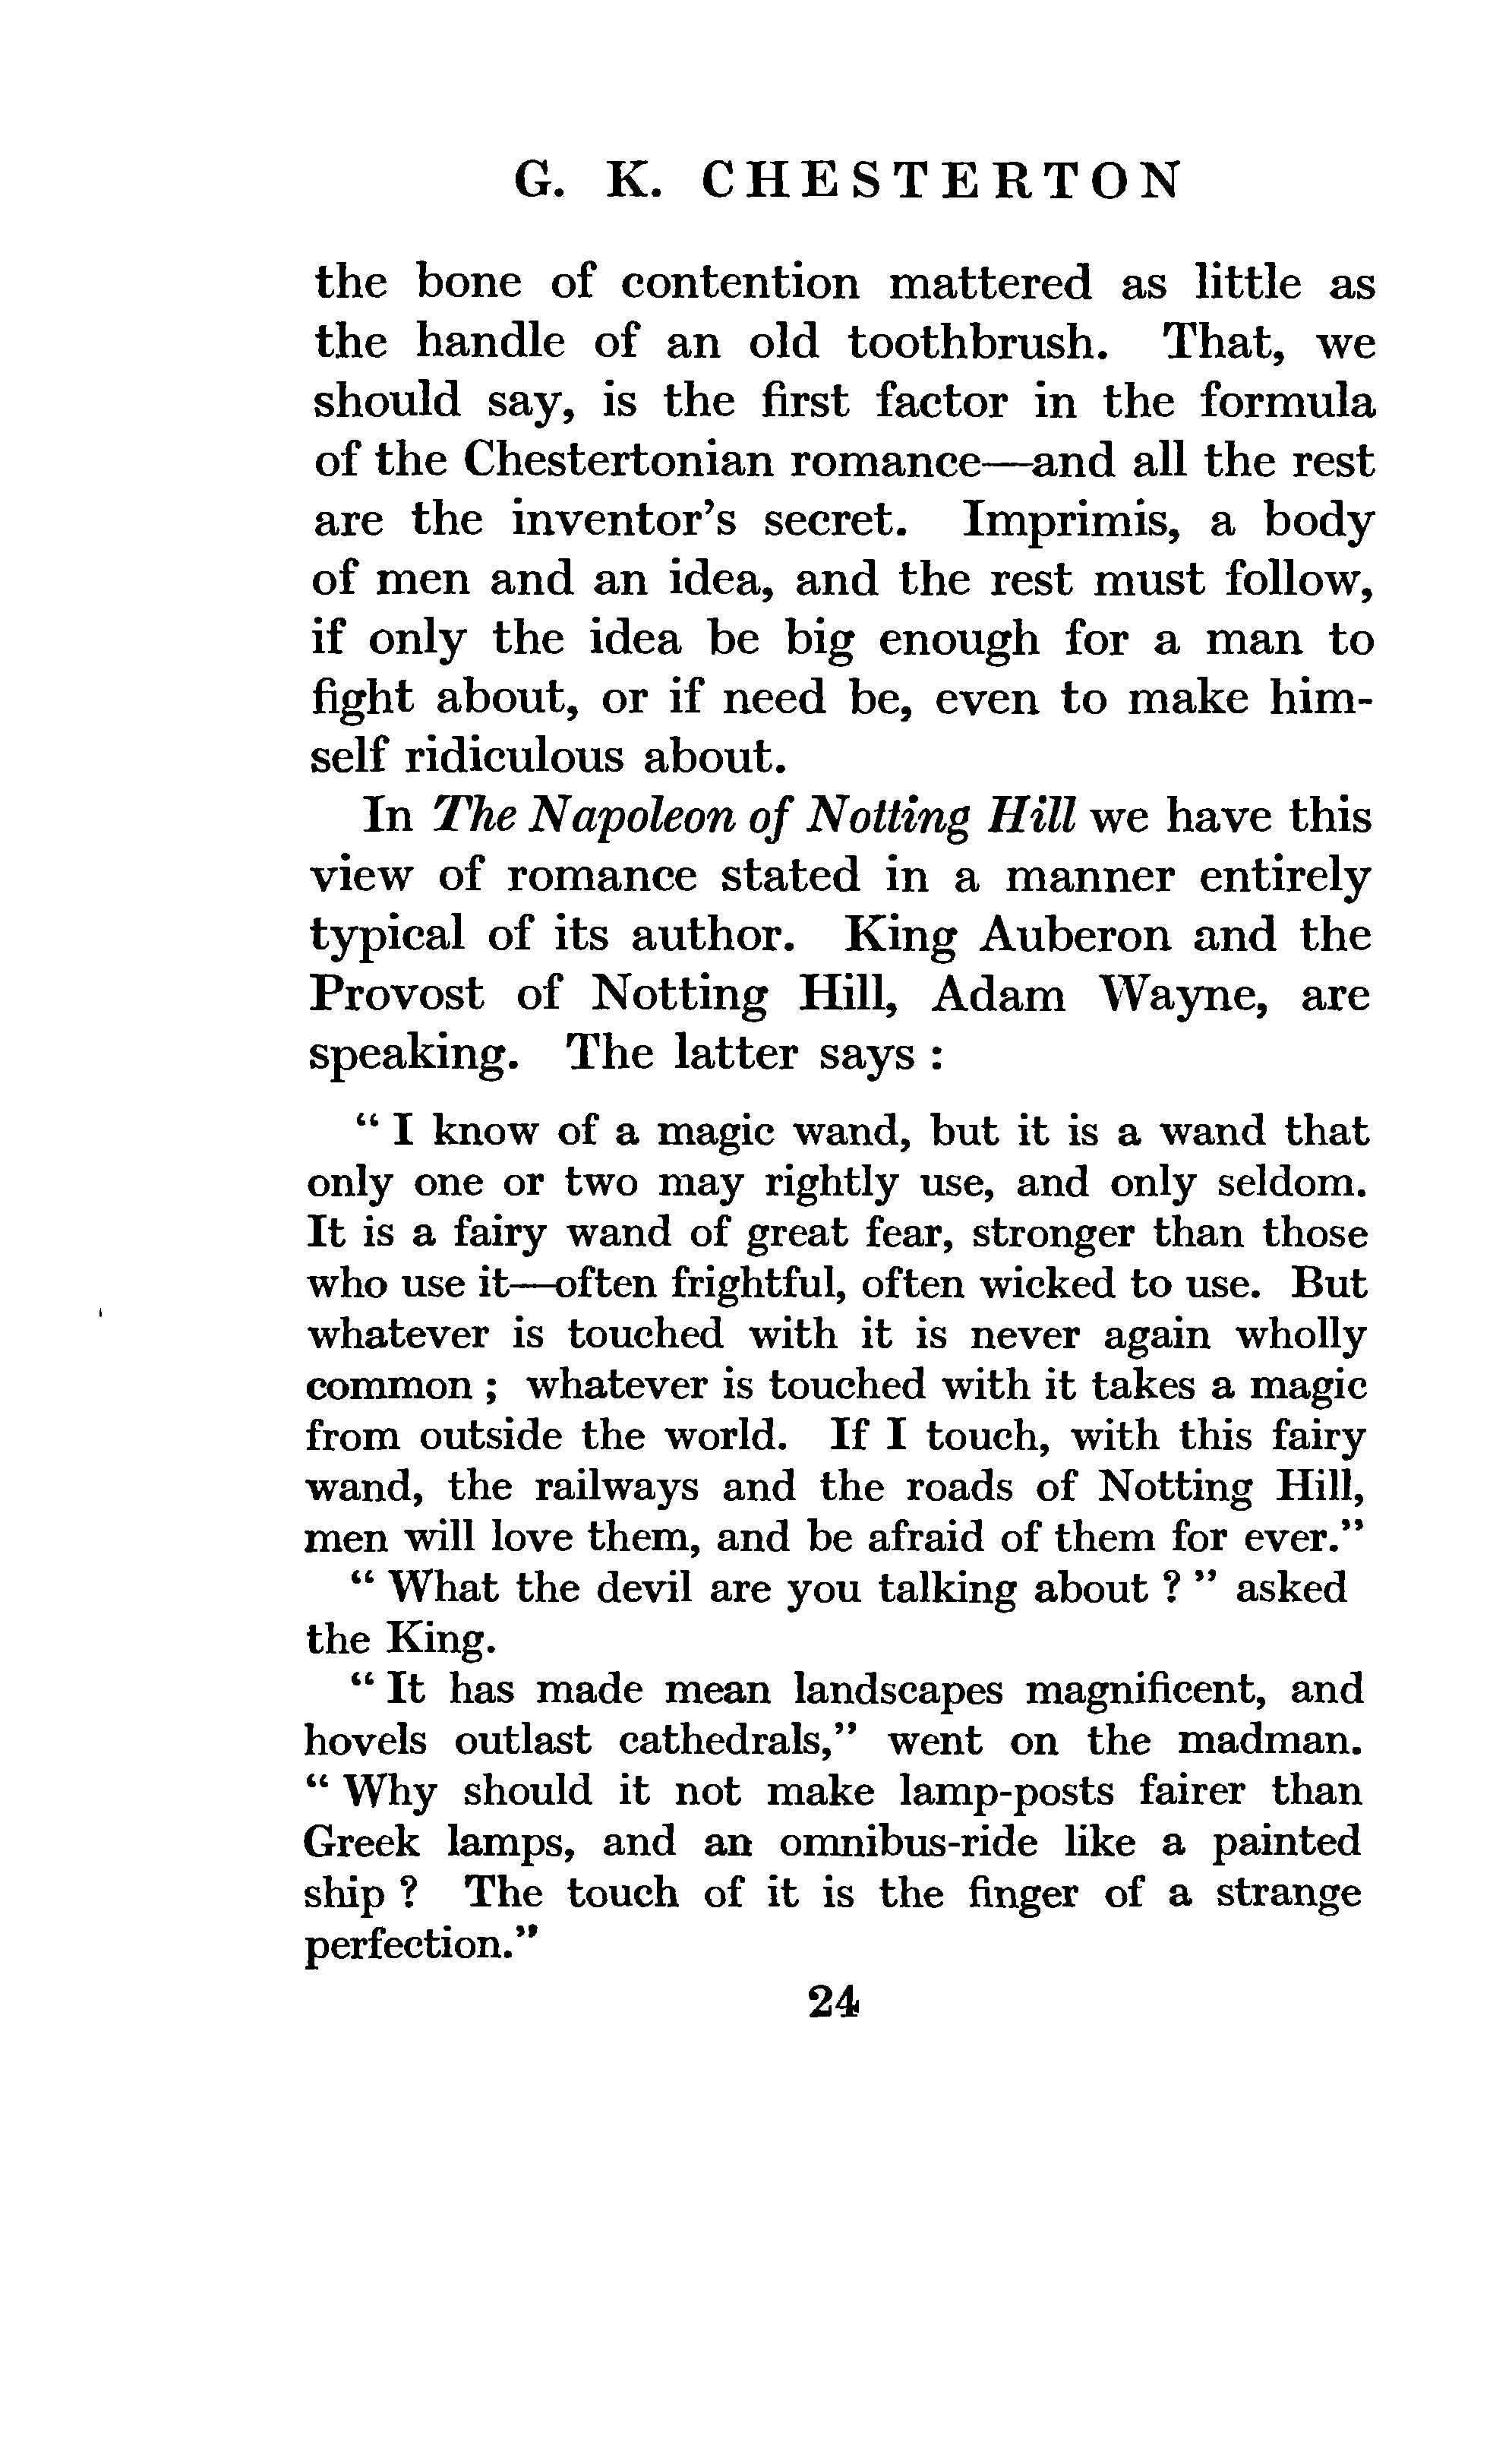 G. K. CHESTERTON
the bone of contention mattered as little as
the handle of an old toothbrush. That, we
should say, is the first factor in the formula
of the Chestertonian romance—and all the rest
are the inventor's secret. Imprimis, a body
of men and an idea, and the rest must follow,
if only the idea be big enough for a man to
fight about, or if need be, even to make him-
self ridiculous about.
In The Napoleon of Notting Hill we have this
view of romance stated in a manner entirely
typical of its author. King Auberon and the
Provost of Notting Hill, Adam Wayne, are
speaking. The latter says :
“ I know of a magic wand, but it is a wand that
only one or two may rightly use, and only seldom.
It is a fairy wand of great fear, stronger than those
who use it—often frightful, often wicked to use. But
whatever is touched with it is never again wholly
common ; whatever is touched with it takes a magic
from outside the world. If I touch, with this fairy
wand, the railways and the roads of Notting Hill,
men will love them, and be afraid of them for ever.”
“ What the devil are you talking about ? ” asked
the King.
“ It has made mean landscapes magnificent, and
hovels outlast cathedrals,” went on the madman.
“ Why should it not make lamp-posts fairer than
Greek lamps, and an omnibus-ride like a painted
ship ? The touch of it is the finger of a strange
perfection.”
24